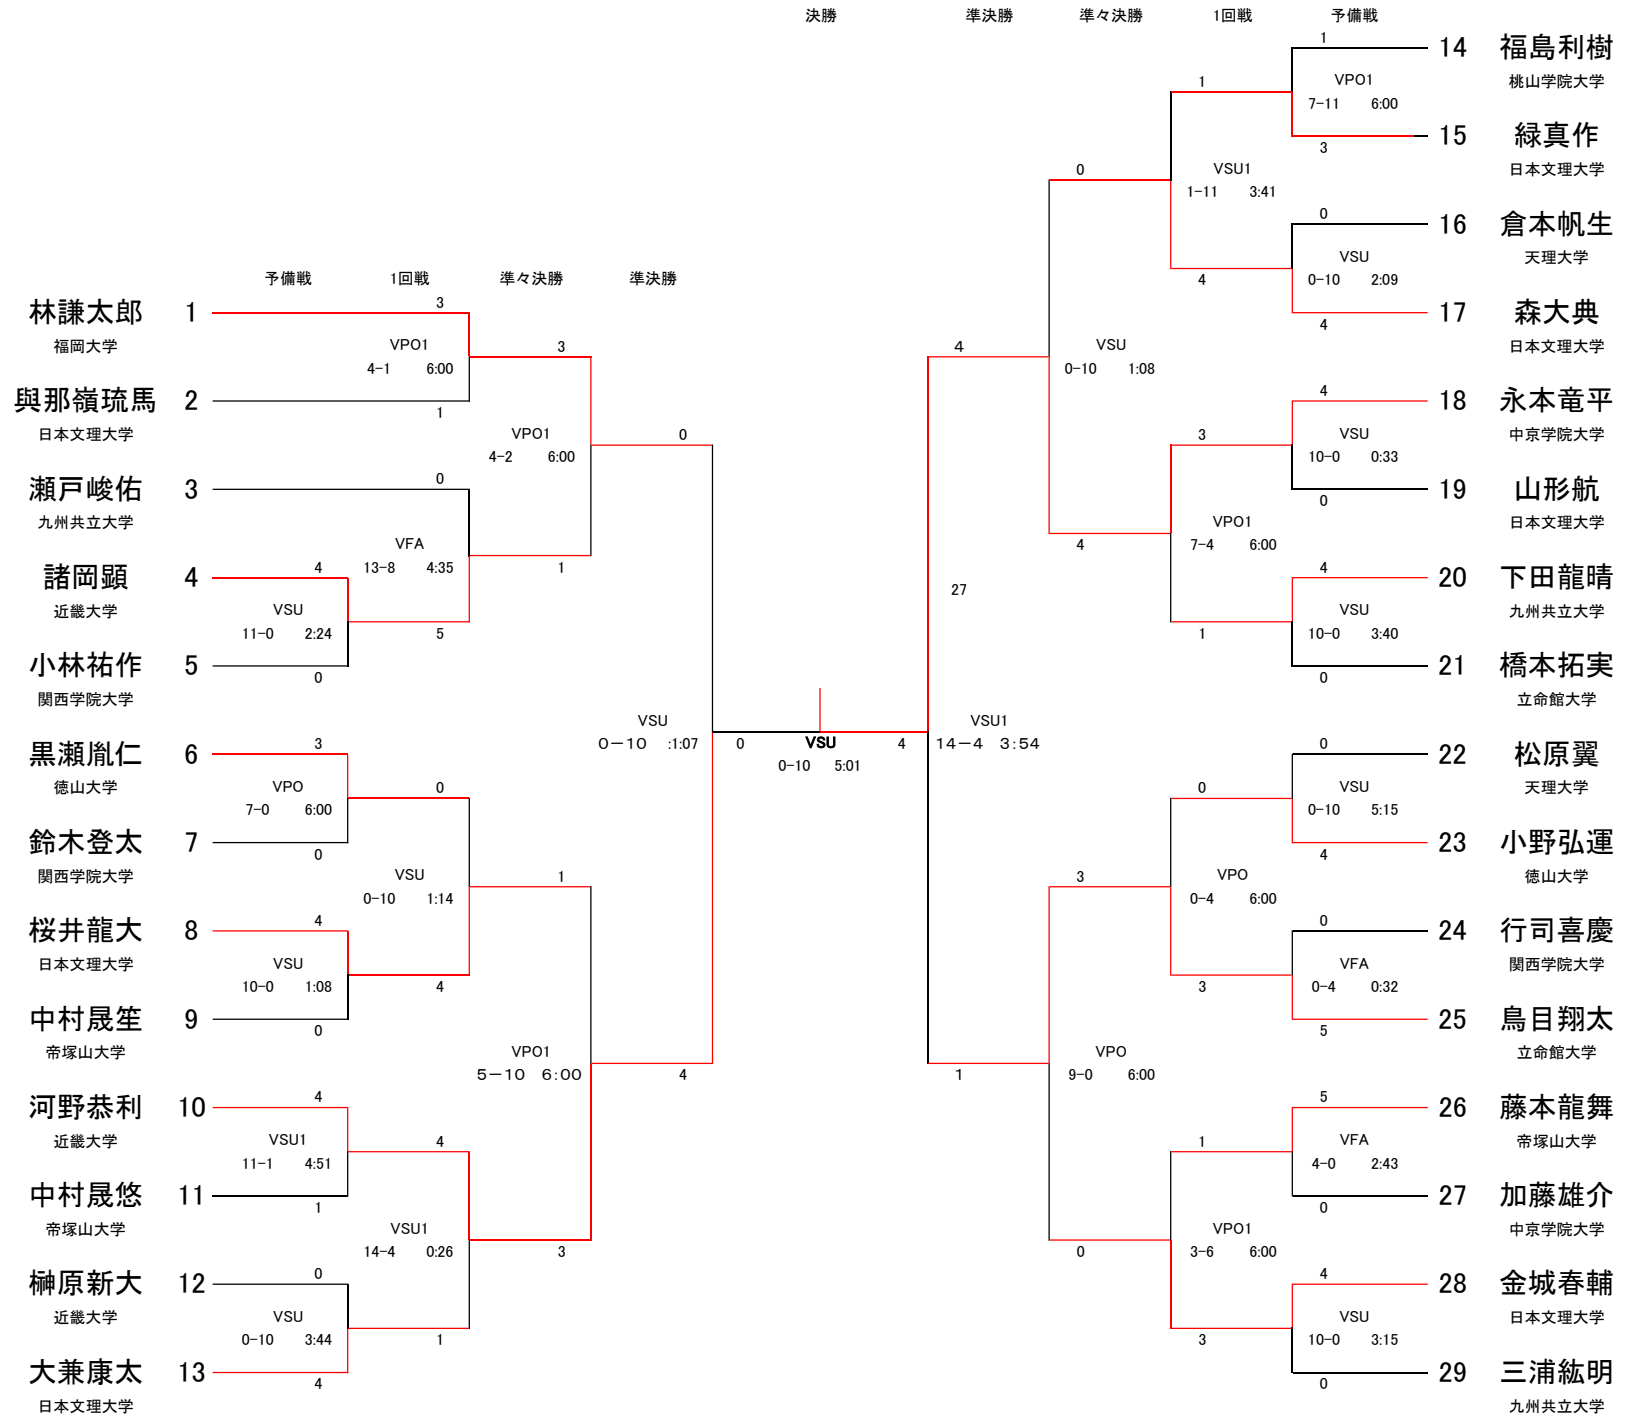 決勝 準決勝 準々決勝 1回戦 予備戦
1 14 福島利樹
桃山学院大学
1 VPO1
7-11 6:00
15 緑真作
3
日本文理大学
0 VSU1
1-11 3:41
0 16 倉本帆生
天理大学
VSU
4 0-10 2:09
17 森大典
4
日本文理大学
予備戦 1回戦 準々決勝 準決勝
3
林謙太郎 1
福岡大学
VPO1
4-1 6:00
3
與那嶺琉馬 2
1
日本文理大学
VPO1
4-2 6:00
0
0
瀬戸峻佑 3
九州共立大学
VFA
13-8 4:35
1
4
諸岡顕 4
近畿大学
VSU
11-0 2:24
5
小林祐作 5
0
関西学院大学
4
VSU
0-10 1:08
4 18 永本竜平
中京学院大学
3 VSU
10-0 0:33
19 山形航
0
日本文理大学
VPO1
7-4 6:00
4
4 20 下田龍晴
九州共立大学
27
1 VSU
10-0 3:40
21 橋本拓実
0
立命館大学
VSU
0-10 :1:07
0 VSU 4
0-10 5:01
VSU1
14-4 3:54
3
黒瀬胤仁 6
徳山大学
VPO
7-0 6:00
0
鈴木登太 7
0
関西学院大学
VSU
0-10 1:14
1
4
桜井龍大 8
日本文理大学
VSU
10-0 1:08
4
中村晟笙 9
0
帝塚山大学
VPO1
5-10 6:00
4
4
河野恭利 10
近畿大学
VSU1
11-1 4:51
4
中村晟悠 11
1
帝塚山大学
VSU1
14-4 0:26
3
0
榊原新大 12
近畿大学
VSU
0-10 3:44
1
大兼康太 13
4
日本文理大学
0 22 松原翼
天理大学
0 VSU
0-10 5:15
23 小野弘運
4
徳山大学
3 VPO
0-4 6:00
0 24 行司喜慶
関西学院大学
VFA
3 0-4 0:32
25 鳥目翔太
5
立命館大学
1
VPO
9-0 6:00
5 26 藤本龍舞
帝塚山大学
1 VFA
4-0 2:43
27 加藤雄介
0
中京学院大学
VPO1
3-6 6:00
0
4 28 金城春輔
日本文理大学
VSU
3 10-0 3:15
29 三浦紘明
0
九州共立大学